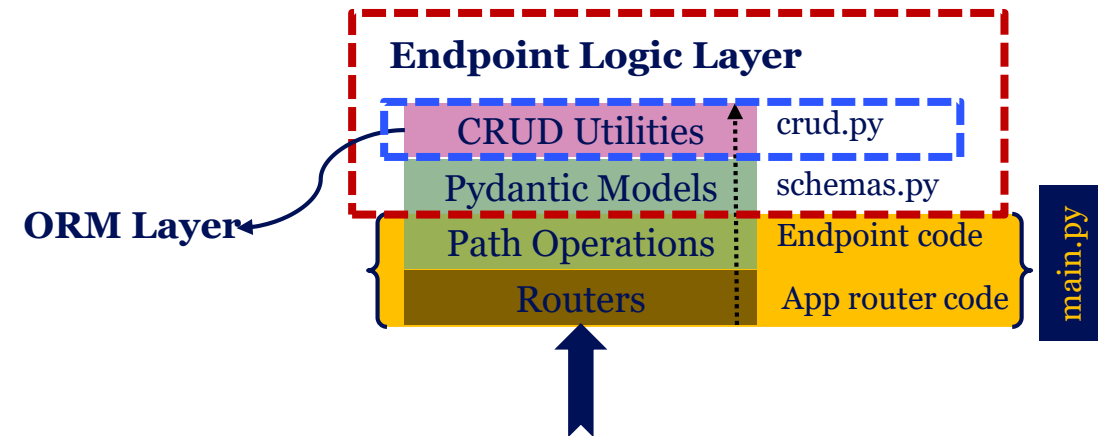 Endpoint Logic Layer
CRUD Utilities
crud.py
Pydantic Models
schemas.py
ORM Layer
Path Operations
Endpoint code
Routers
App router code
main.py